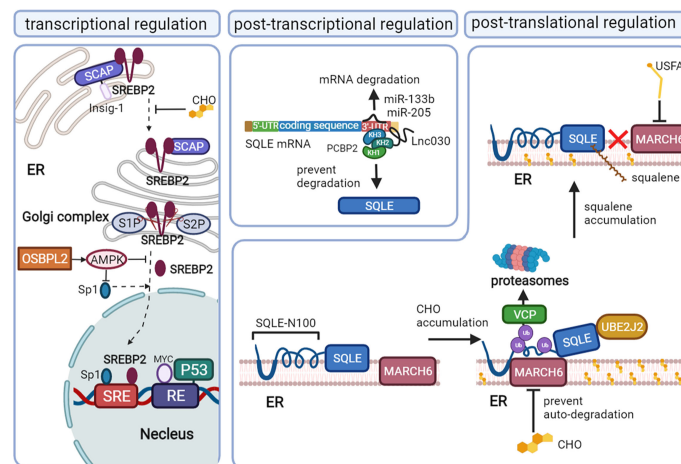 transcriptional regulation
SCAP
SREBP2
Insig-1
CHO
ER
SCAP
SREBP2
Golgi complex
S1P
S2P
SREBP2
OSBPL2
AMPK
SREBP2
Sp1
SREBP2
MYC
Sp1
P53
SRE
RE
Necleus
post-transcriptional regulation
mRNA degradation
miR-133b
miR-205
5'-UTR
coding sequence
3'-UTR
SQLE mRNA
KH3
KH2
KH1
PCBP2
Lnc030
prevent
degradation
SQLE
post-translational regulation
USFA
SQLE
MARCH6
ER
squalene
squalene
accumulation
proteasomes
VCP
Ub
Ub
Ub
SQLE
UBE2J2
MARCH6
ER
prevent
auto-degradation
CHO
SQLE-N100
CHO
accumulation
SQLE
MARCH6
ER